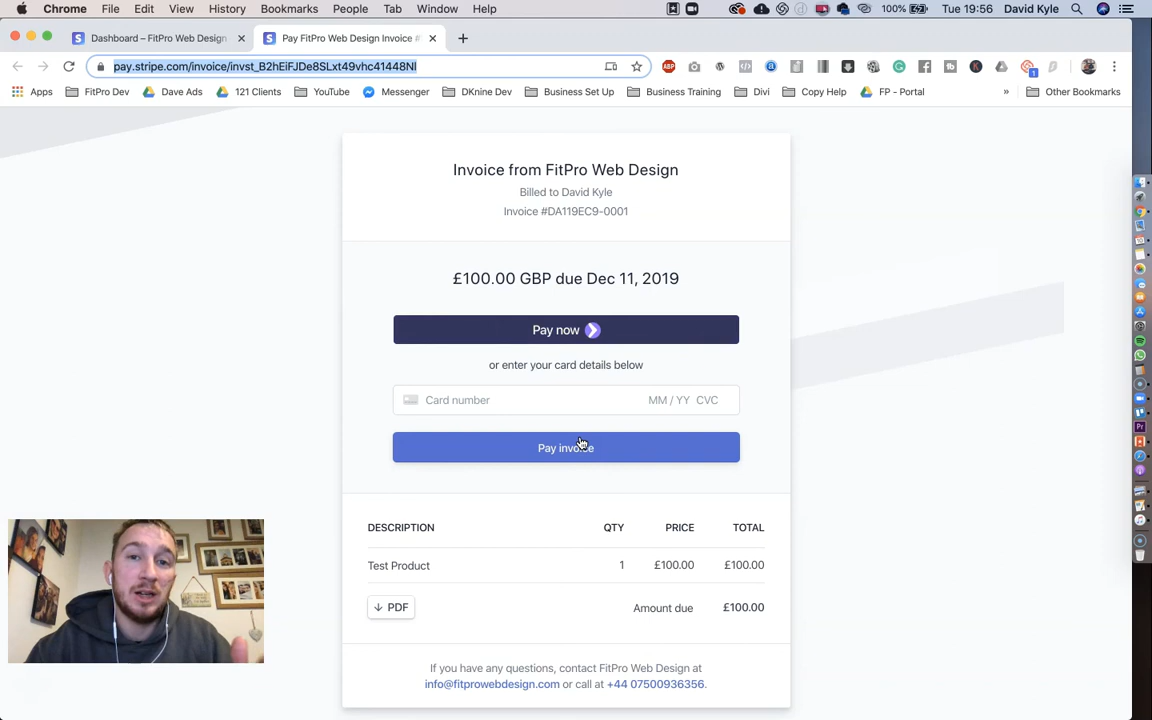 Chrome File Edit View History Bookmarks People Tab Window Help 100% Tue 19:56 David Kyle
Dashboard – FitPro Web Design
Pay FitPro Web Design Invoice #
pay.stripe.com/invoice/invst_B2hEiFJDe8SLxt49vhc41448NI
ABP
1
Apps FitPro Dev Dave Ads 121 Clients YouTube Messenger DKnine Dev Business Set Up Business Training Divi Copy Help FP - Portal » Other Bookmarks
Invoice from FitPro Web Design
Billed to David Kyle
Invoice #DA119EC9-0001
£100.00 GBP due Dec 11, 2019
Pay now
or enter your card details below
Card number MM / YY CVC
Pay invoice
DESCRIPTION QTY PRICE TOTAL
Test Product 1 £100.00 £100.00
PDF Amount due £100.00
If you have any questions, contact FitPro Web Design at
info@fitprowebdesign.com or call at +44 07500936356.